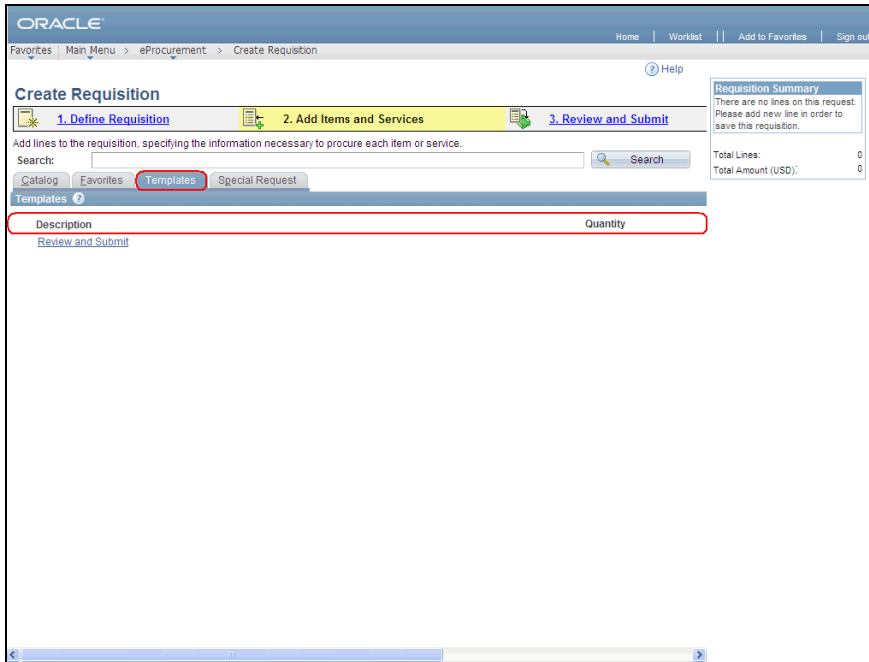 ORACLE
Home | Worklist || Add to Favorites | Sign out
Favorites | Main Menu > eProcurement > Create Requisition
? Help
Create Requisition
1. Define Requisition 2. Add Items and Services 3. Review and Submit
Add lines to the requisition, specifying the information necessary to procure each item or service.
Search: Search
Catalog Favorites Templates Special Request
Templates ?
Description Quantity
Review and Submit
Requisition Summary
There are no lines on this request.
Please add new line in order to
save this requisition.
Total Lines: 0
Total Amount (USD): 0